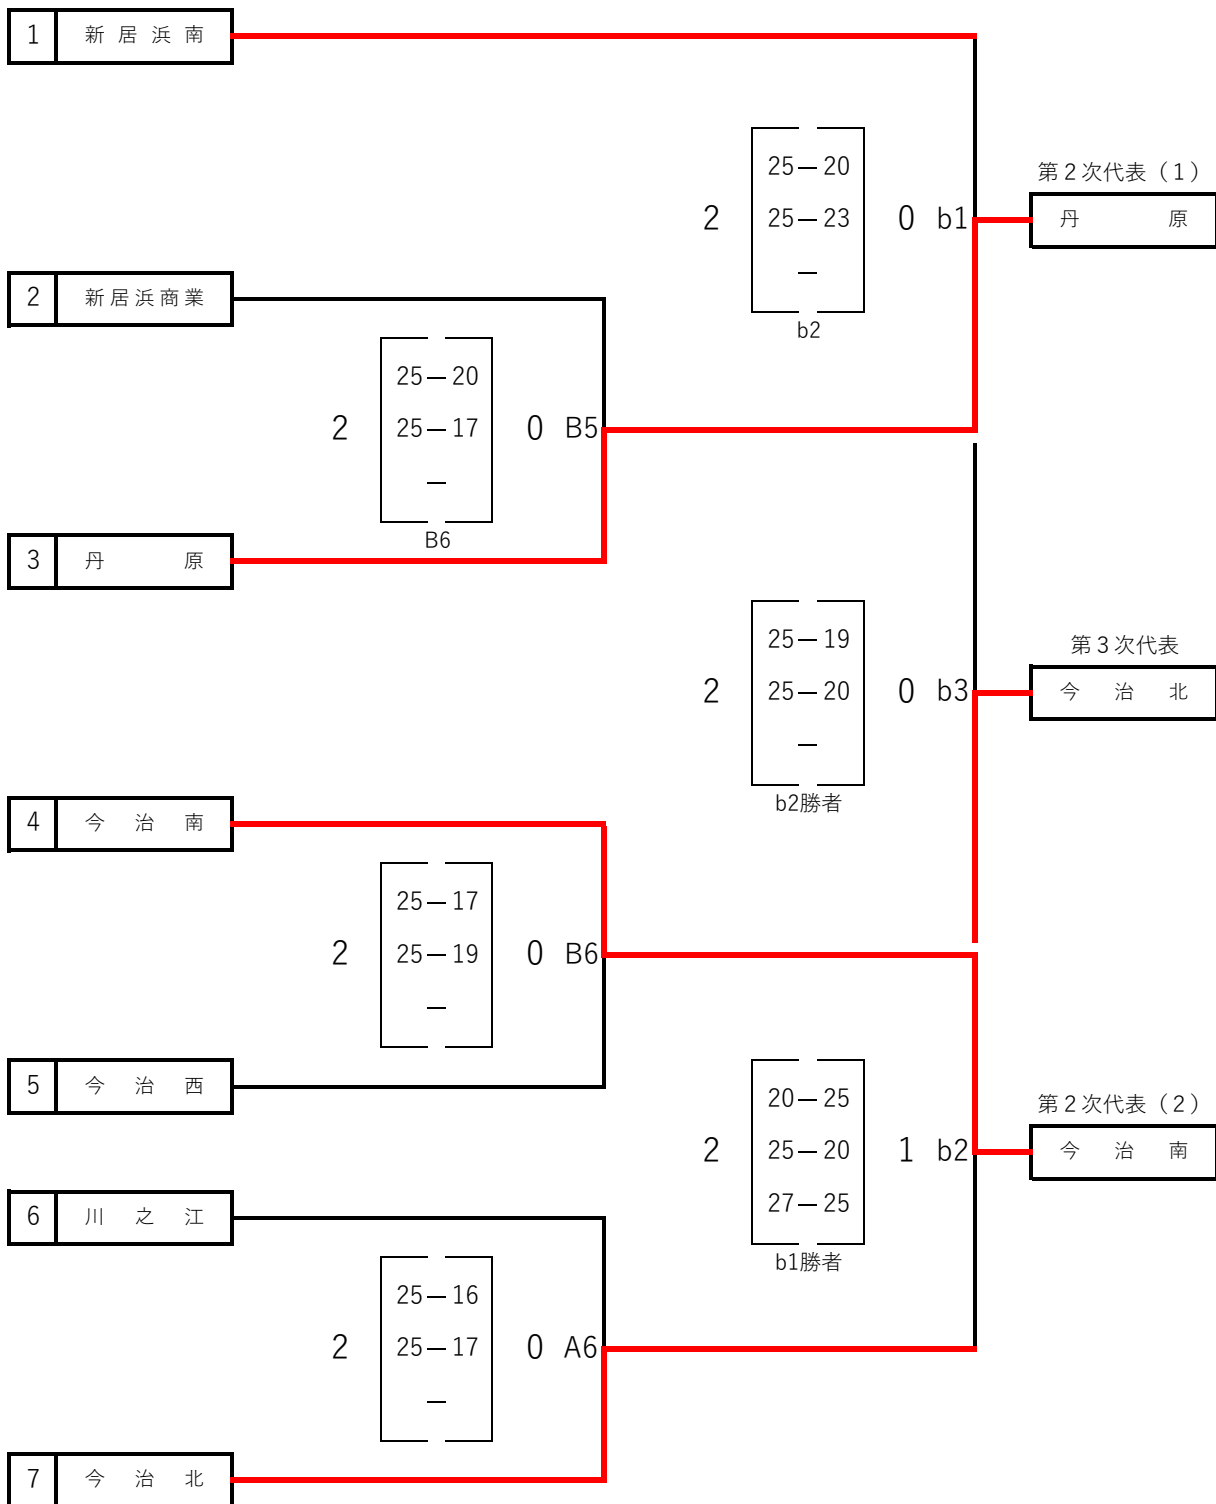 1 新居浜南
25―20
第2次代表（1）
2 25―23 0 b1 丹原
―
2 新居浜商業
b2
25―20
2 25―17 0 B5
―
B6
3 丹原
25―19
第3次代表
2 25―20 0 b3 今治北
―
b2勝者
4 今治南
25―17
2 25―19 0 B6
―
5 今治西
20―25
第2次代表（2）
2 25―20 1 b2 今治南
27―25
6 川之江
b1勝者
25―16
2 25―17 0 A6
―
7 今治北